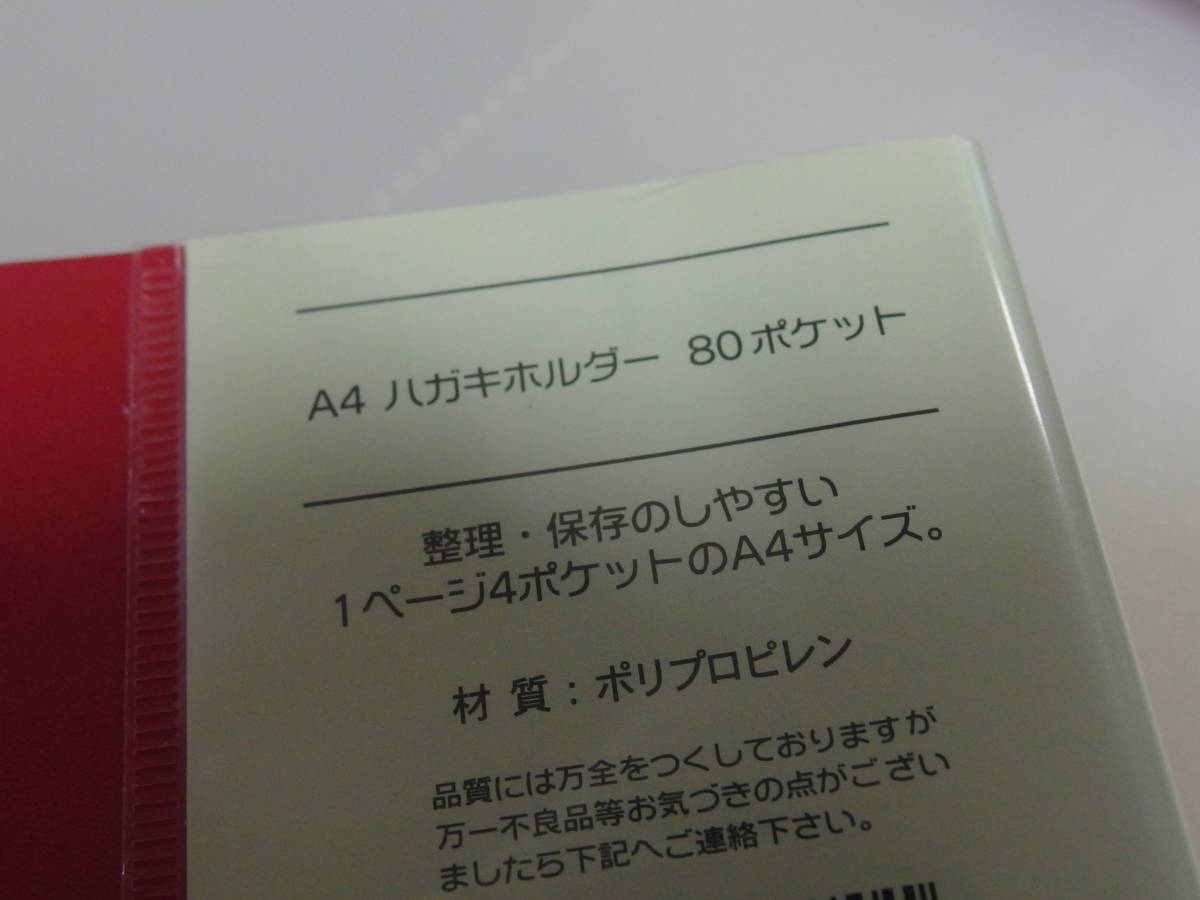 A4 ハガキホルダー 80ポケット
整理・保存のしやすい
1ページ4ポケットのA4サイズ。
材 質 : ポリプロピレン
品質には万全をつくしておりますが
万一不良品等お気づきの点がござい
ましたら下記へご連絡下さい。